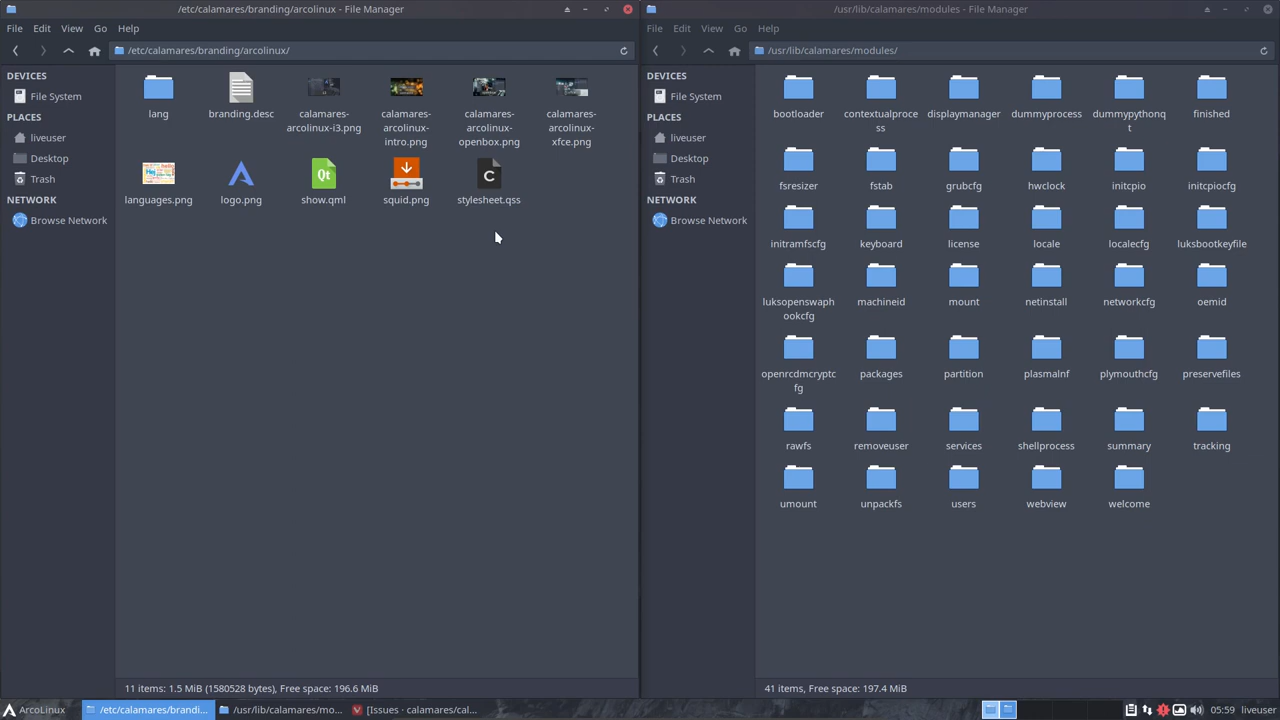 /etc/calamares/branding/arcolinux - File Manager
File Edit View Go Help
/etc/calamares/branding/arcolinux/
DEVICES
File System
PLACES
liveuser
Desktop
Trash
NETWORK
Browse Network
lang
branding.desc
calamares-
arcolinux-i3.png
calamares-
arcolinux-
intro.png
calamares-
arcolinux-
openbox.png
calamares-
arcolinux-
xfce.png
languages.png
logo.png
Qt
show.qml
squid.png
C
stylesheet.qss
11 items: 1.5 MiB (1580528 bytes), Free space: 196.6 MiB
/usr/lib/calamares/modules - File Manager
File Edit View Go Help
/usr/lib/calamares/modules/
DEVICES
File System
PLACES
liveuser
Desktop
Trash
NETWORK
Browse Network
bootloader
contextualproce
ss
displaymanager
dummyprocess
dummypythonq
t
finished
fsresizer
fstab
grubcfg
hwclock
initcpio
initcpiocfg
initramfscfg
keyboard
license
locale
localecfg
luksbootkeyfile
luksopenswaph
ookcfg
machineid
mount
netinstall
networkcfg
oemid
openrcdmcryptc
fg
packages
partition
plasmalnf
plymouthcfg
preservefiles
rawfs
removeuser
services
shellprocess
summary
tracking
umount
unpackfs
users
webview
welcome
41 items, Free space: 197.4 MiB
ArcoLinux
/etc/calamares/brandi...
/usr/lib/calamares/mo...
[Issues · calamares/cal...
05:59 liveuser